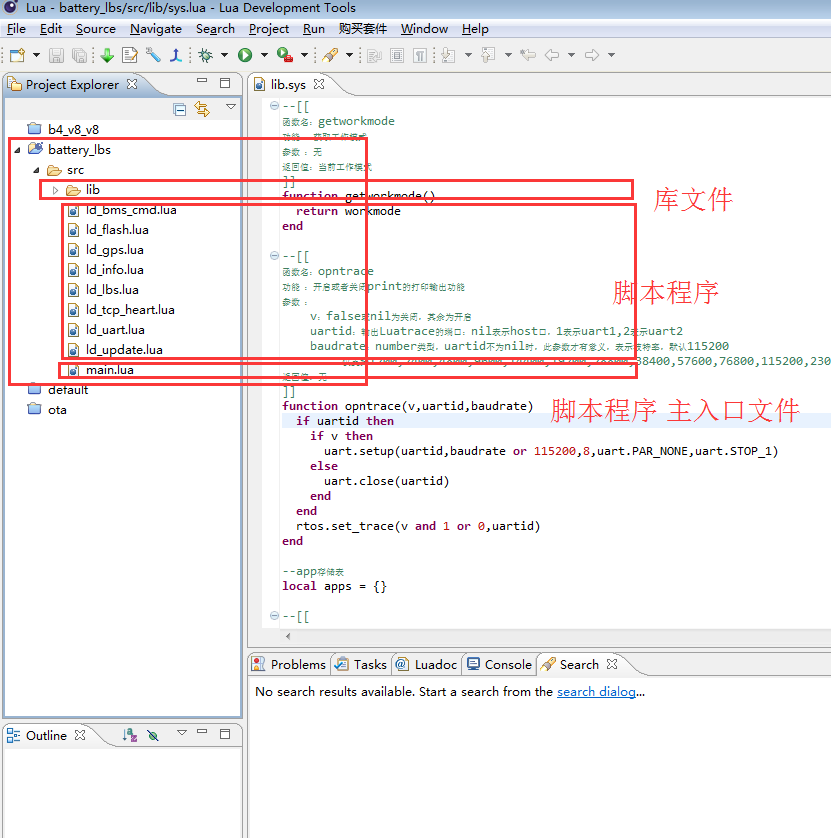 Lua - battery_lbs/src/lib/sys.lua - Lua Development Tools
File Edit Source Navigate Search Project Run 购买套件 Window Help
Project Explorer
b4_v8_v8
battery_lbs
src
lib
ld_bms_cmd.lua
ld_flash.lua
ld_gps.lua
ld_info.lua
ld_lbs.lua
ld_tcp_heart.lua
ld_uart.lua
ld_update.lua
main.lua
default
ota
lib.sys
--[[
函数名：getworkmode
功能 ：获取工作模式
参数 ：无
返回值：当前工作模式
]]
function getworkmode()
return workmode
end
--[[
函数名：opntrace
功能 ：开启或者关闭print的打印输出功能
参数 ：
v：false或nil为关闭，其余为开启
uartid：输出Luatrace的端口：nil表示host口，1表示uart1,2表示uart2
baudrate：number类型，uartid不为nil时，此参数才有意义，表示波特率，默认115200
38400,57600,76800,115200,230
返回值：无
]]
function opntrace(v,uartid,baudrate)
if uartid then
if v then
uart.setup(uartid,baudrate or 115200,8,uart.PAR_NONE,uart.STOP_1)
else
uart.close(uartid)
end
end
rtos.set_trace(v and 1 or 0,uartid)
end
--app存储表
local apps = {}
--[[
库文件
脚本程序
脚本程序 主入口文件
Problems Tasks Luadoc Console Search
No search results available. Start a search from the search dialog...
Outline